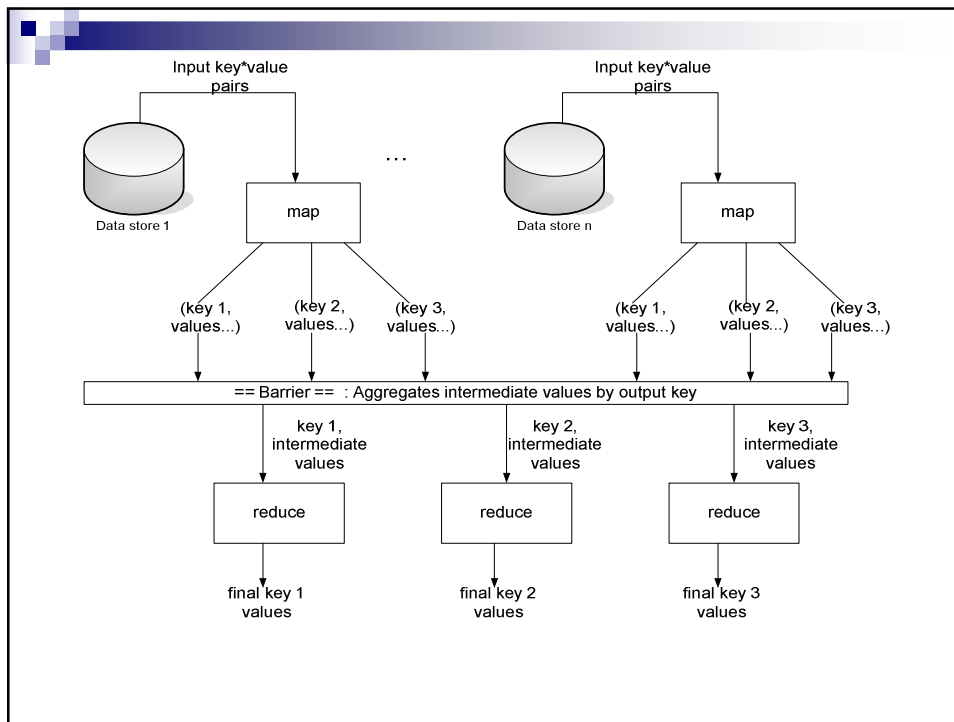 Input key*value
pairs
Input key*value
pairs
...
map
map
Data store 1
Data store n
(key 1,
values...)
(key 2,
values...)
(key 3,
values...)
(key 1,
values...)
(key 2,
values...)
(key 3,
values...)
== Barrier == : Aggregates intermediate values by output key
key 1,
intermediate
values
key 2,
intermediate
values
key 3,
intermediate
values
reduce
reduce
reduce
final key 1
values
final key 2
values
final key 3
values